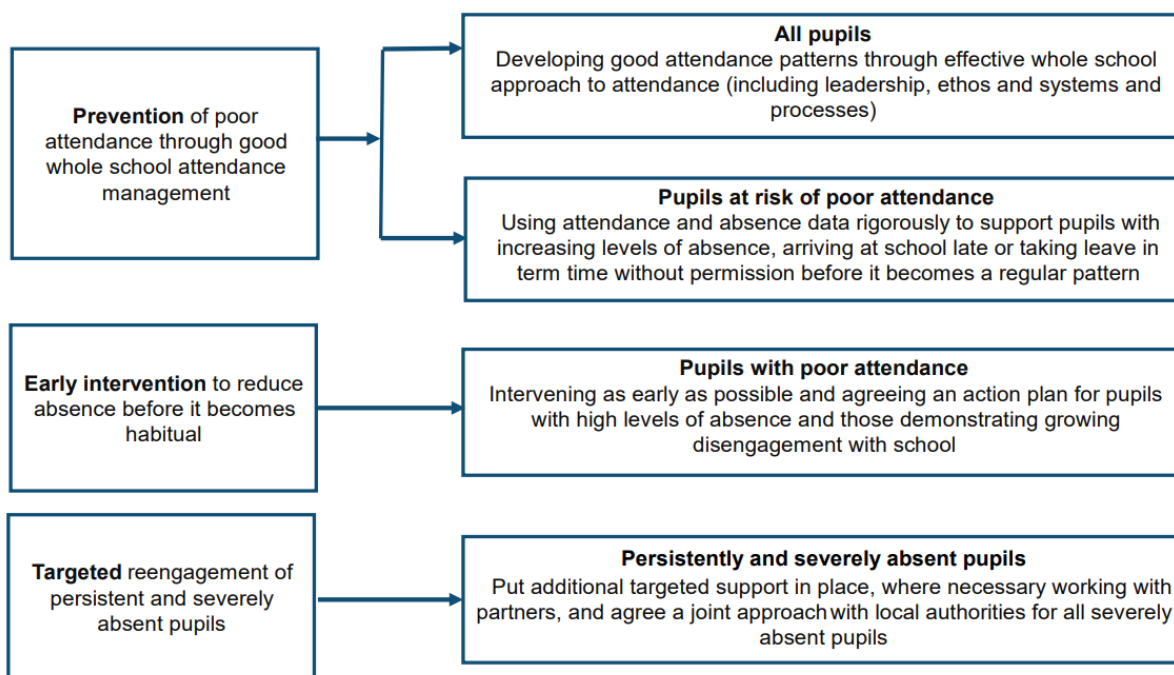 Prevention of poor
attendance through good
whole school attendance
management
All pupils
Developing good attendance patterns through effective whole school
approach to attendance (including leadership, ethos and systems and
processes)
Pupils at risk of poor attendance
Using attendance and absence data rigorously to support pupils with
increasing levels of absence, arriving at school late or taking leave in
term time without permission before it becomes a regular pattern
Early intervention to reduce
absence before it becomes
habitual
Pupils with poor attendance
Intervening as early as possible and agreeing an action plan for pupils
with high levels of absence and those demonstrating growing
disengagement with school
Targeted reengagement of
persistent and severely
absent pupils
Persistently and severely absent pupils
Put additional targeted support in place, where necessary working with
partners, and agree a joint approach with local authorities for all severely
absent pupils